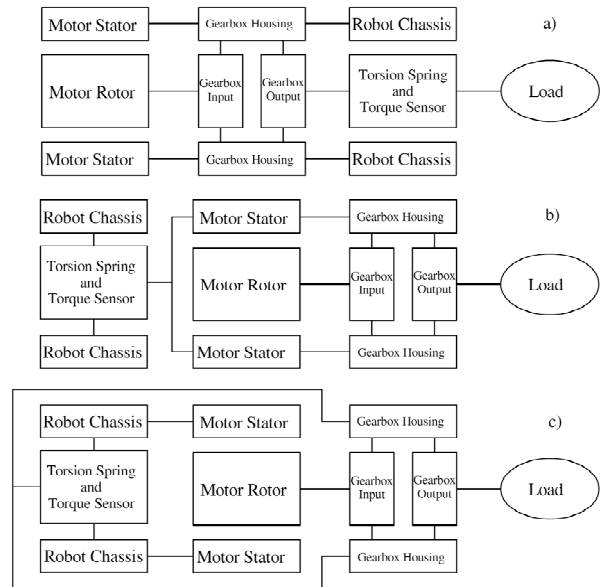 Motor Stator
Gearbox Housing
Robot Chassis
a)
Motor Rotor
Gearbox
Input
Gearbox
Output
Torsion Spring
and
Torque Sensor
Load
Motor Stator
Gearbox Housing
Robot Chassis
Robot Chassis
Motor Stator
Gearbox Housing
b)
Torsion Spring
and
Torque Sensor
Motor Rotor
Gearbox
Input
Gearbox
Output
Load
Robot Chassis
Motor Stator
Gearbox Housing
Robot Chassis
Motor Stator
Gearbox Housing
c)
Torsion Spring
and
Torque Sensor
Motor Rotor
Gearbox
Input
Gearbox
Output
Load
Robot Chassis
Motor Stator
Gearbox Housing